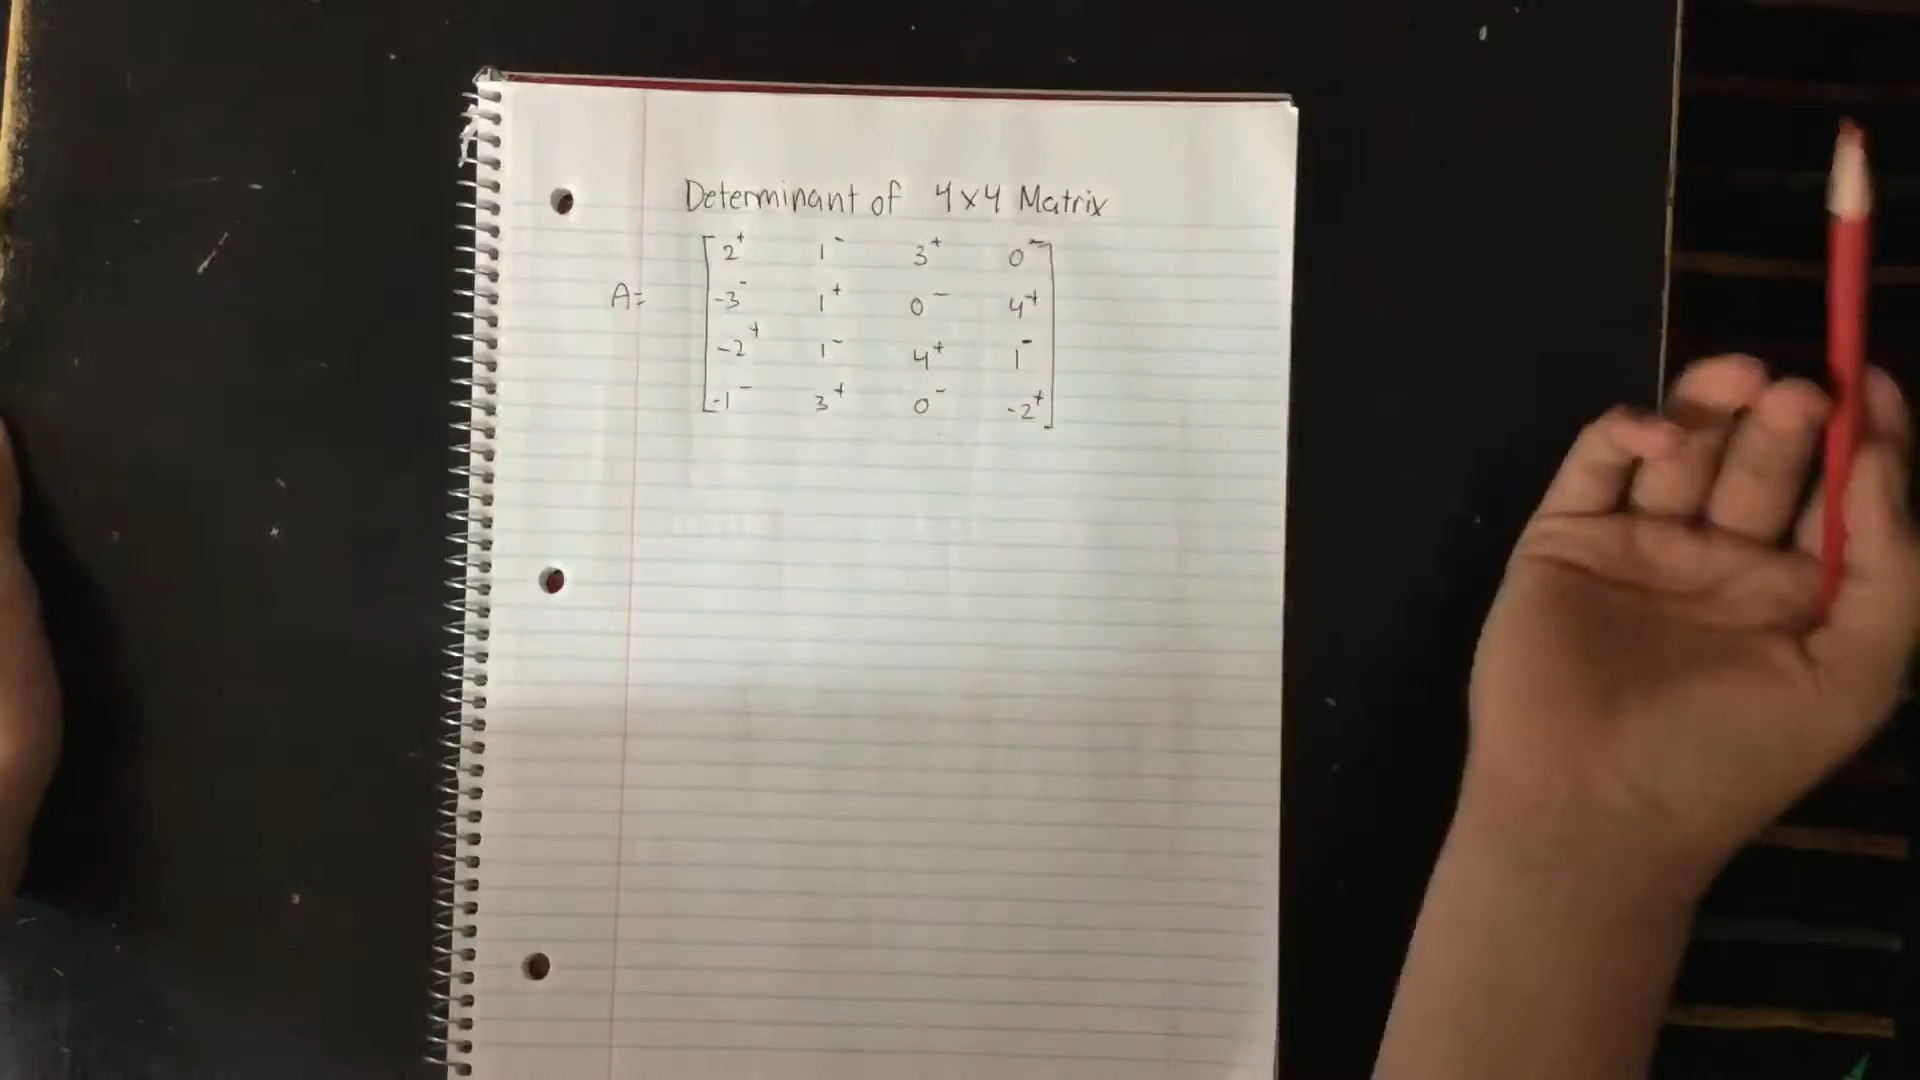 Determinant of 4x4 Matrix
2⁺ 1⁻ 3⁺ 0⁻
A= -3⁻ 1⁺ 0⁻ 4⁺
-2⁺ 1⁻ 4⁺ 1⁻
-1⁻ 3⁺ 0⁻ -2⁺